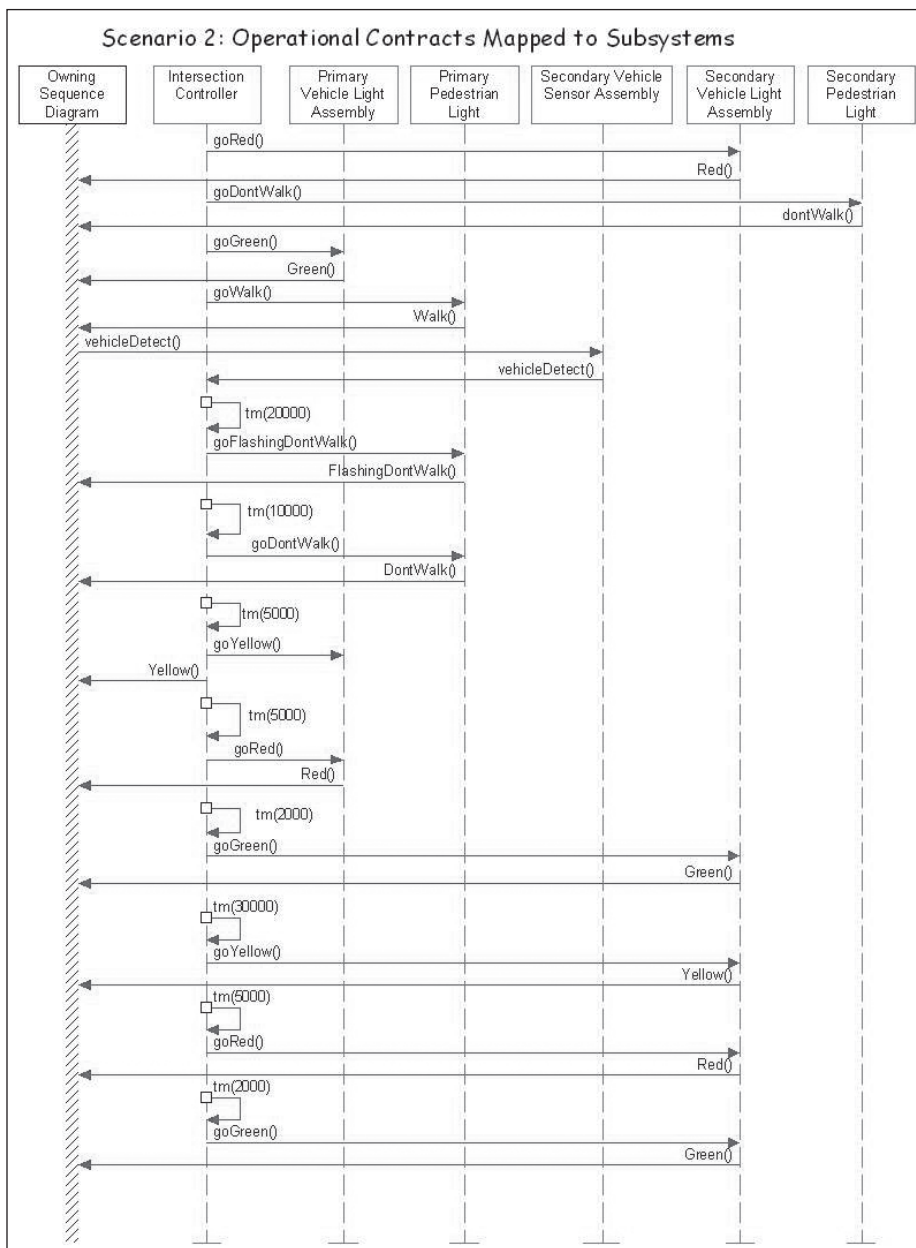 Scenario 2: Operational Contracts Mapped to Subsystems
Owning
Sequence
Diagram
Intersection
Controller
Primary
Vehicle Light
Assembly
Primary
Pedestrian
Light
Secondary Vehicle
Sensor Assembly
Secondary
Vehicle Light
Assembly
Secondary
Pedestrian
Light
goRed()
Red()
goDontWalk()
dontWalk()
goGreen()
Green()
goWalk()
Walk()
vehicleDetect()
vehicleDetect()
tm(20000)
goFlashingDontWalk()
FlashingDontWalk()
tm(10000)
goDontWalk()
DontWalk()
tm(5000)
goYellow()
Yellow()
tm(5000)
goRed()
Red()
tm(2000)
goGreen()
Green()
tm(30000)
goYellow()
Yellow()
tm(5000)
goRed()
Red()
tm(2000)
goGreen()
Green()